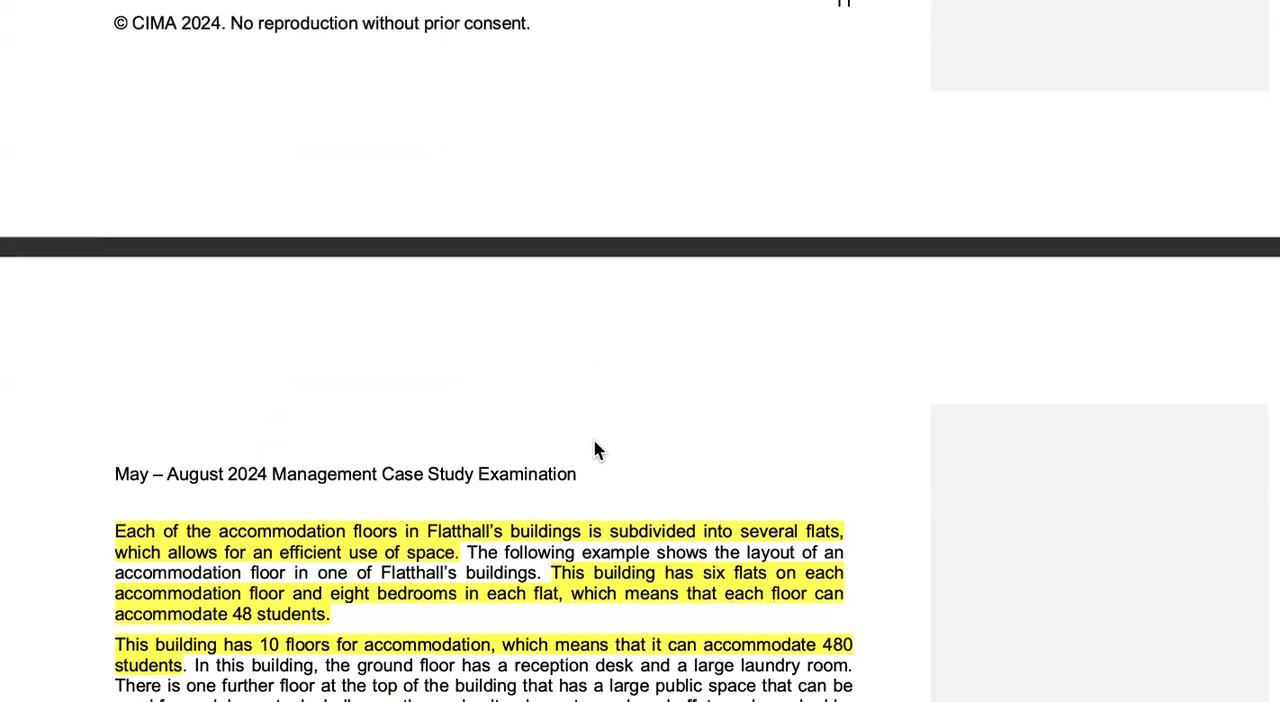 © CIMA 2024. No reproduction without prior consent.
May – August 2024 Management Case Study Examination
Each of the accommodation floors in Flatthall’s buildings is subdivided into several flats,
which allows for an efficient use of space. The following example shows the layout of an
accommodation floor in one of Flatthall’s buildings. This building has six flats on each
accommodation floor and eight bedrooms in each flat, which means that each floor can
accommodate 48 students.
This building has 10 floors for accommodation, which means that it can accommodate 480
students. In this building, the ground floor has a reception desk and a large laundry room.
There is one further floor at the top of the building that has a large public space that can be